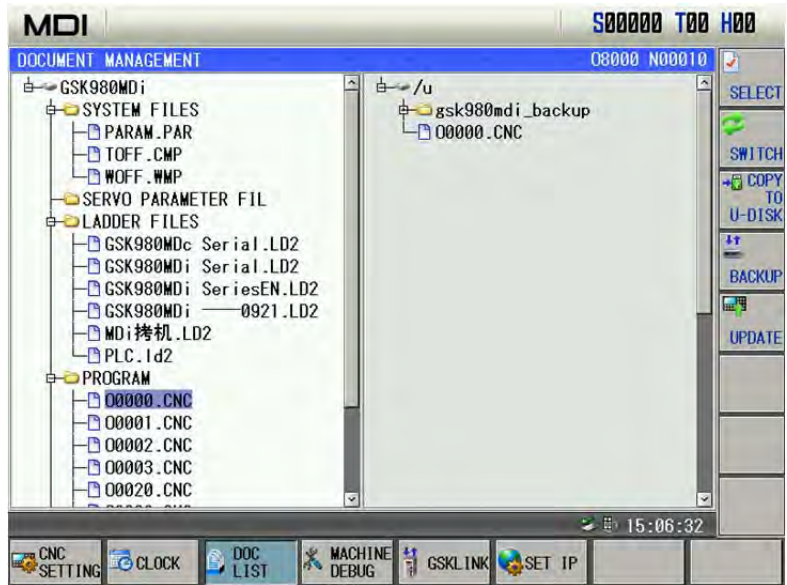 MDI
S00000 T00 H00
DOCUMENT MANAGEMENT
O8000 N00010
GSK980MDi
SYSTEM FILES
PARAM.PAR
TOFF.CMP
WOFF.WMP
SERVO PARAMETER FIL
LADDER FILES
GSK980MDc Serial.LD2
GSK980MDi Serial.LD2
GSK980MDi SeriesEN.LD2
GSK980MDi ——0921.LD2
MDi拷机.LD2
PLC.ld2
PROGRAM
O0000.CNC
O0001.CNC
O0002.CNC
O0003.CNC
O0020.CNC
/u
gsk980mdi_backup
O0000.CNC
SELECT
SWITCH
COPY
TO
U-DISK
BACKUP
UPDATE
15:06:32
CNC
SETTING
CLOCK
DOC
LIST
MACHINE
DEBUG
GSKLINK
SET IP